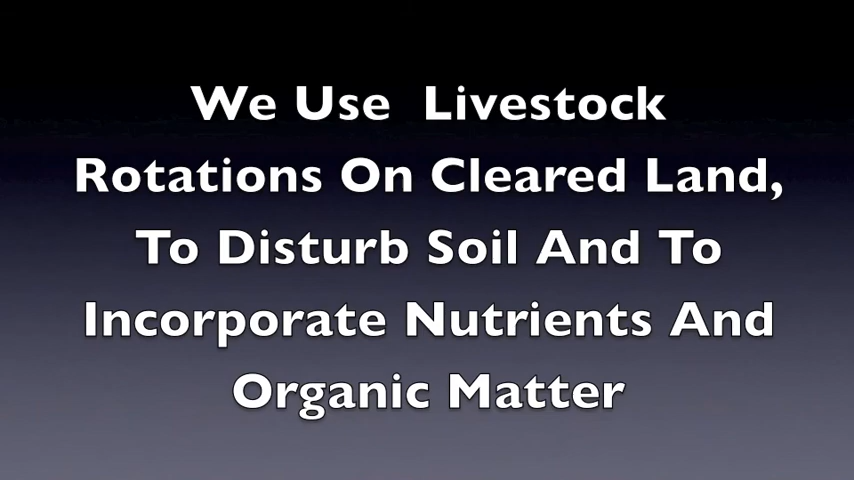 We Use  Livestock
Rotations On Cleared Land,
To Disturb Soil And To
Incorporate Nutrients And
Organic Matter